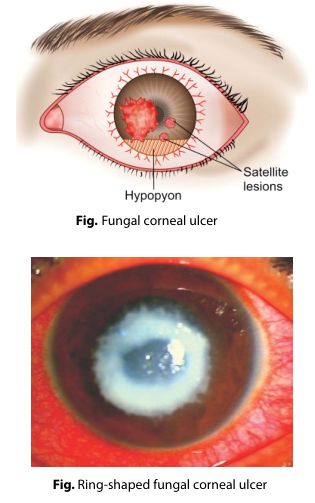 Satellite
lesions
Hypopyon
Fig. Fungal corneal ulcer
Fig. Ring-shaped fungal corneal ulcer